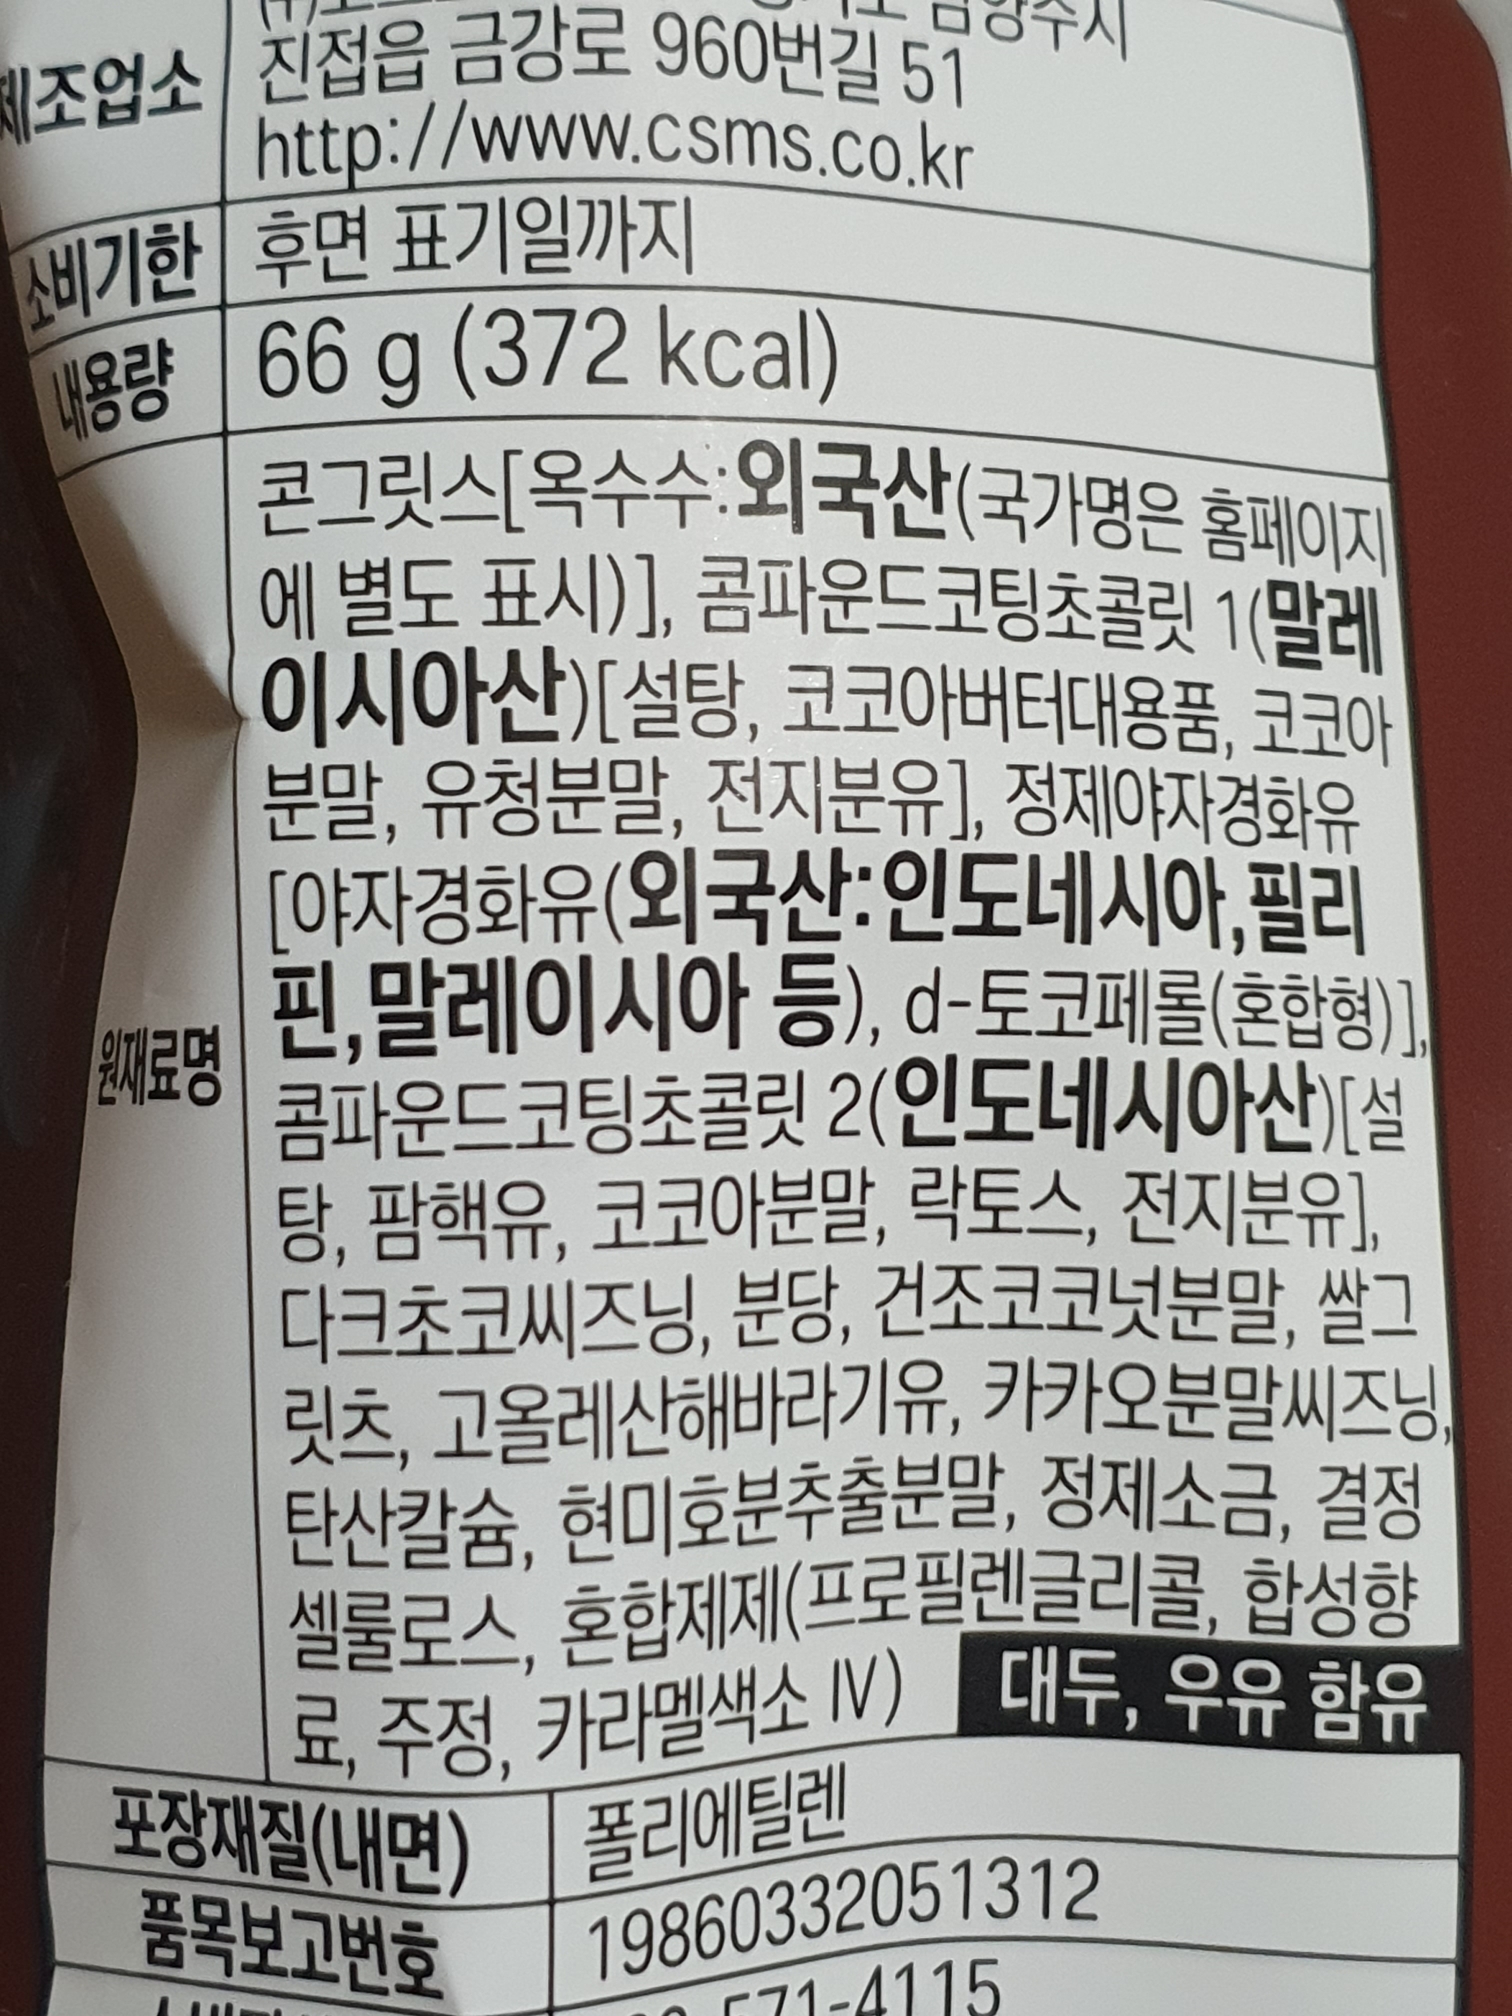 제조업소
진접읍 금강로 960번길 51
http://www.csms.co.kr
소비기한
후면 표기일까지
내용량
66 g (372 kcal)
원재료명
콘그릿스[옥수수:외국산(국가명은 홈페이지
에 별도 표시)], 콤파운드코팅초콜릿 1(말레
이시아산)[설탕, 코코아버터대용품, 코코아
분말, 유청분말, 전지분유], 정제야자경화유
[야자경화유(외국산:인도네시아,필리
핀,말레이시아 등), d-토코페롤(혼합형)],
콤파운드코팅초콜릿 2(인도네시아산)[설
탕, 팜핵유, 코코아분말, 락토스, 전지분유],
다크초코씨즈닝, 분당, 건조코코넛분말, 쌀그
릿츠, 고올레산해바라기유, 카카오분말씨즈닝,
탄산칼슘, 현미호분추출분말, 정제소금, 결정
셀룰로스, 혼합제제(프로필렌글리콜, 합성향
료, 주정, 카라멜색소 IV) 대두, 우유 함유
포장재질(내면)
폴리에틸렌
품목보고번호
19860332051312
571-4115